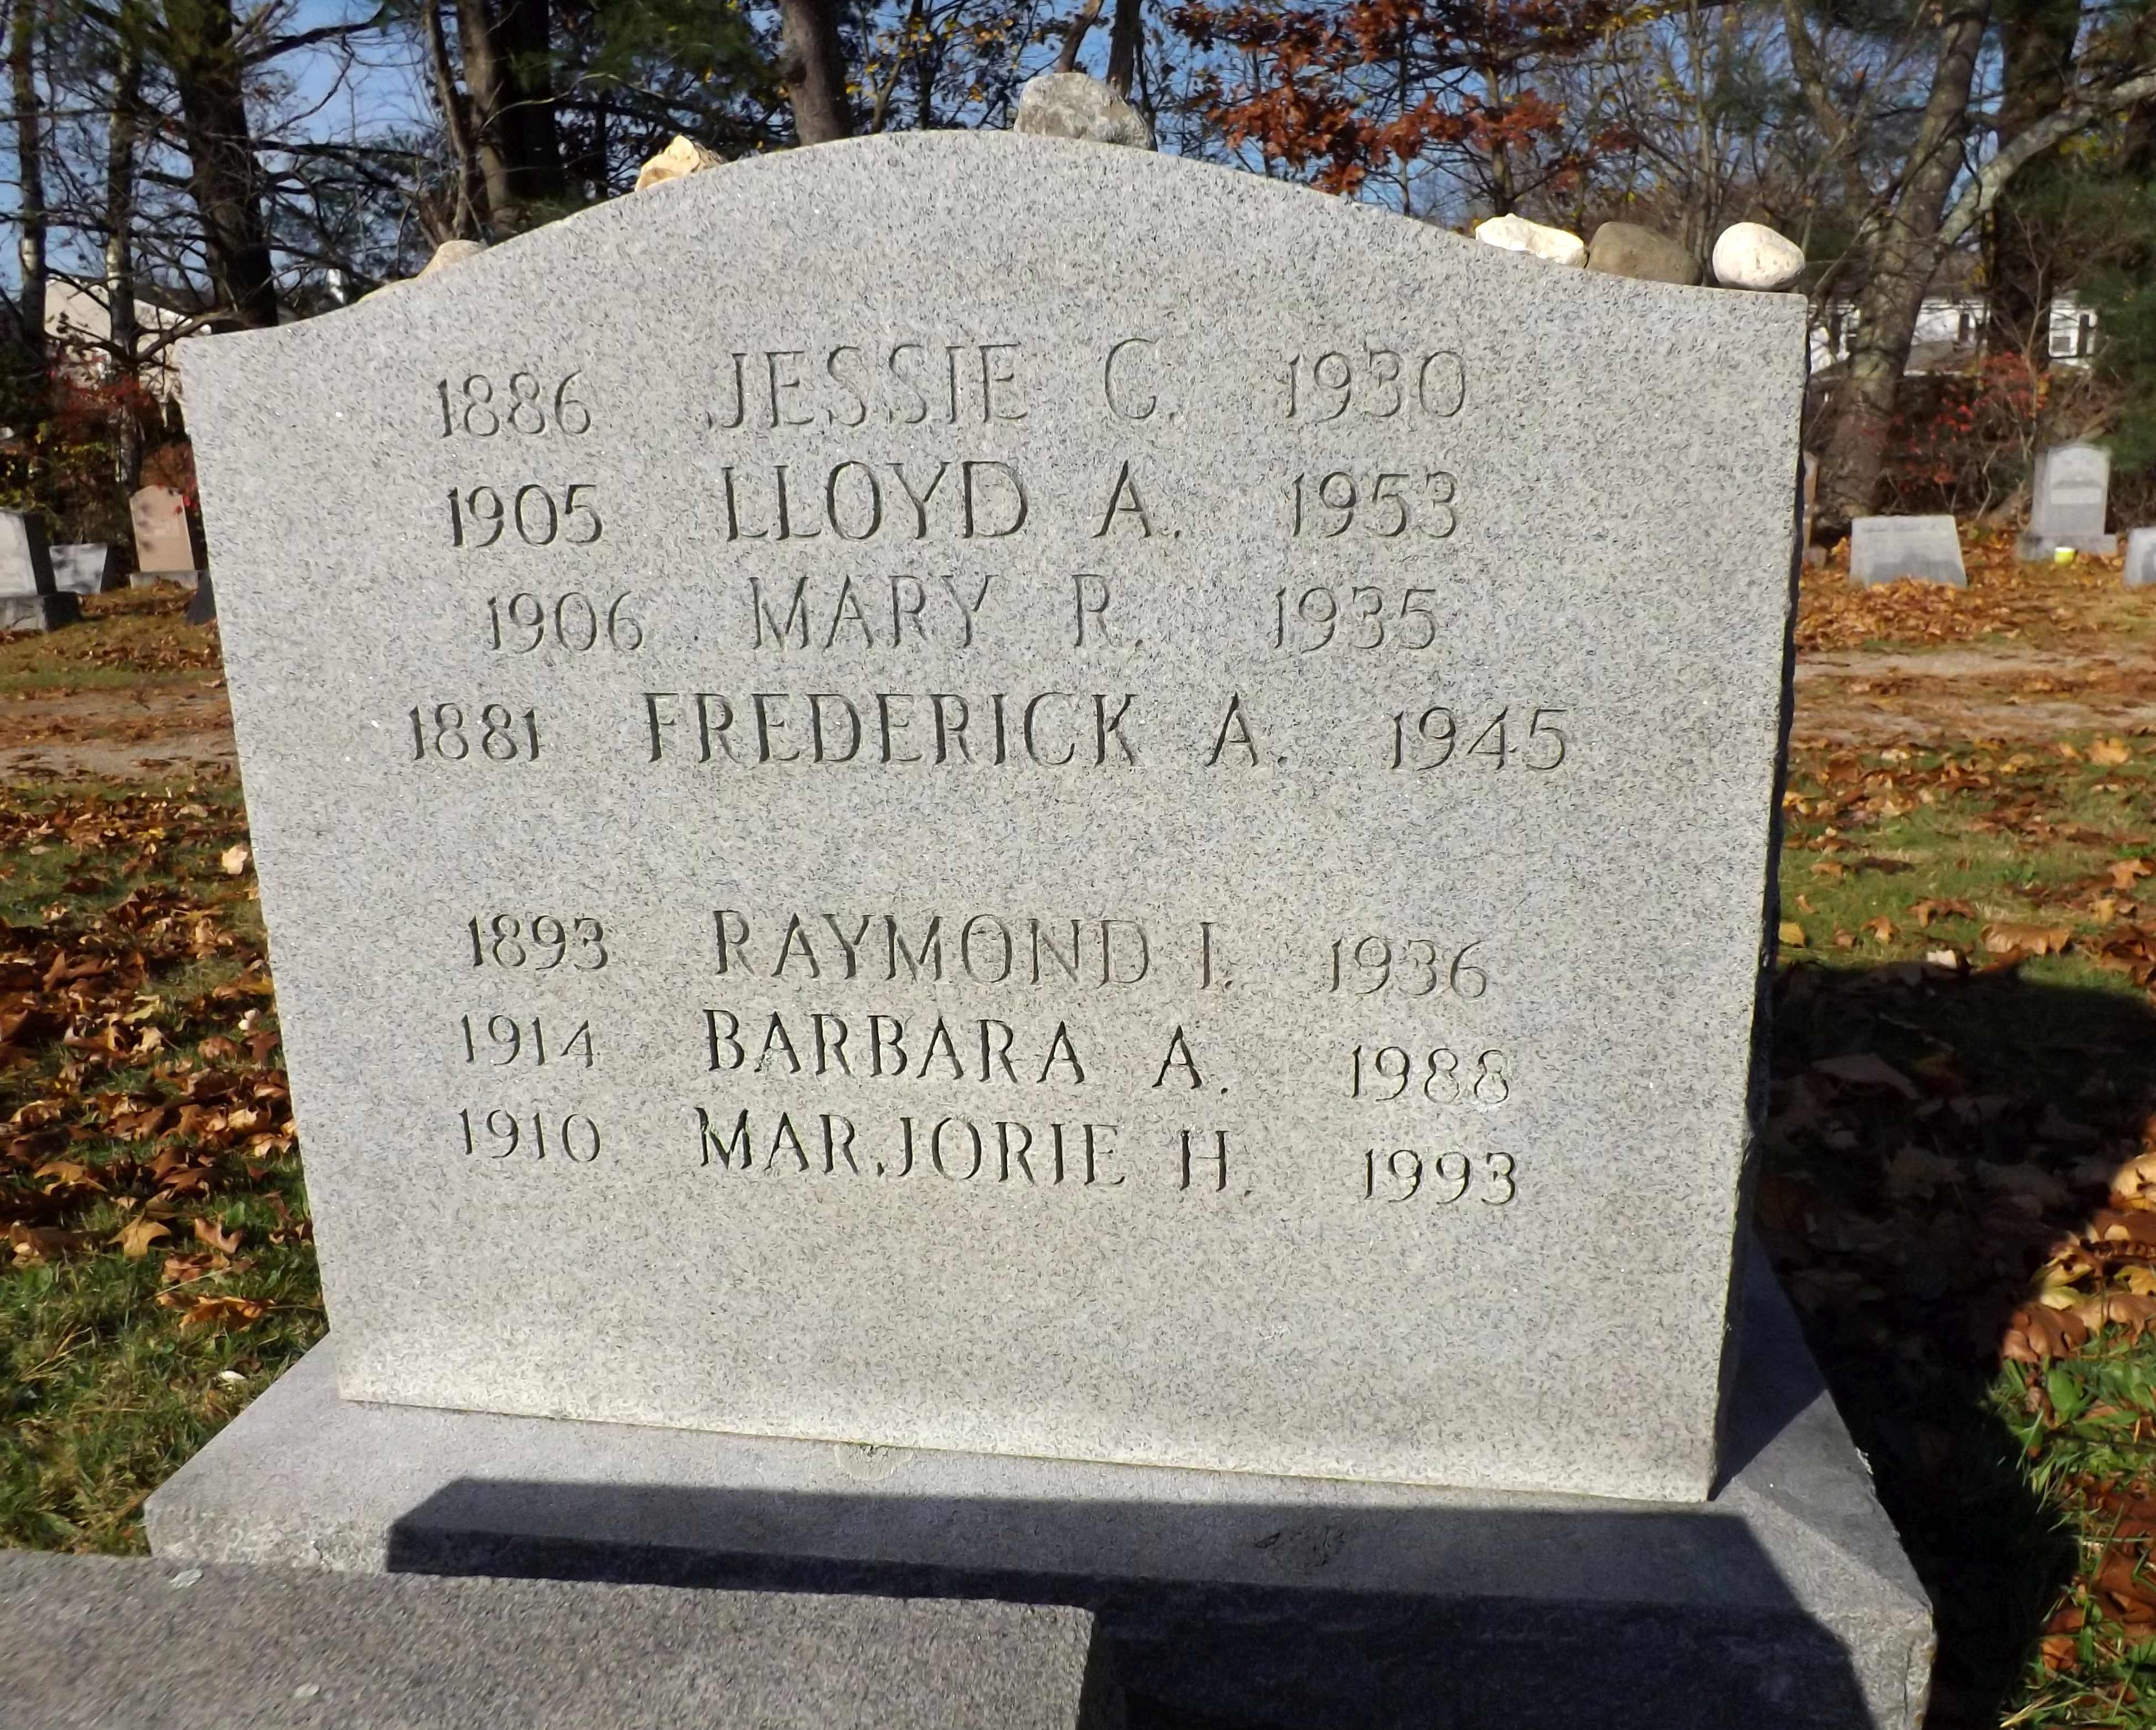 1886 JESSIE C. 1930
1905 LLOYD A. 1953
1906 MARY R. 1935
1881 FREDERICK A. 1945
1893 RAYMOND I. 1936
1914 BARBARA A. 1988
1910 MARJORIE H. 1993